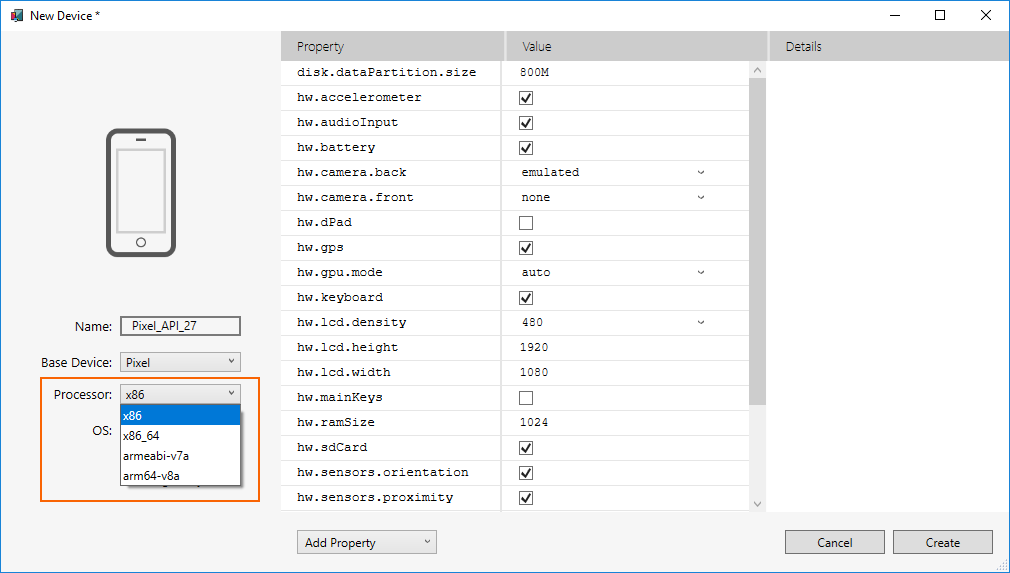 New Device *
Property Value Details
disk.dataPartition.size 800M
hw.accelerometer
hw.audioInput
hw.battery
hw.camera.back emulated
hw.camera.front none
hw.dPad
hw.gps
hw.gpu.mode auto
hw.keyboard
hw.lcd.density 480
hw.lcd.height 1920
hw.lcd.width 1080
hw.mainKeys
hw.ramSize 1024
hw.sdCard
hw.sensors.orientation
hw.sensors.proximity
Name: Pixel_API_27
Base Device: Pixel
Processor: x86
x86
OS:
x86_64
armeabi-v7a
arm64-v8a
Add Property
Cancel
Create